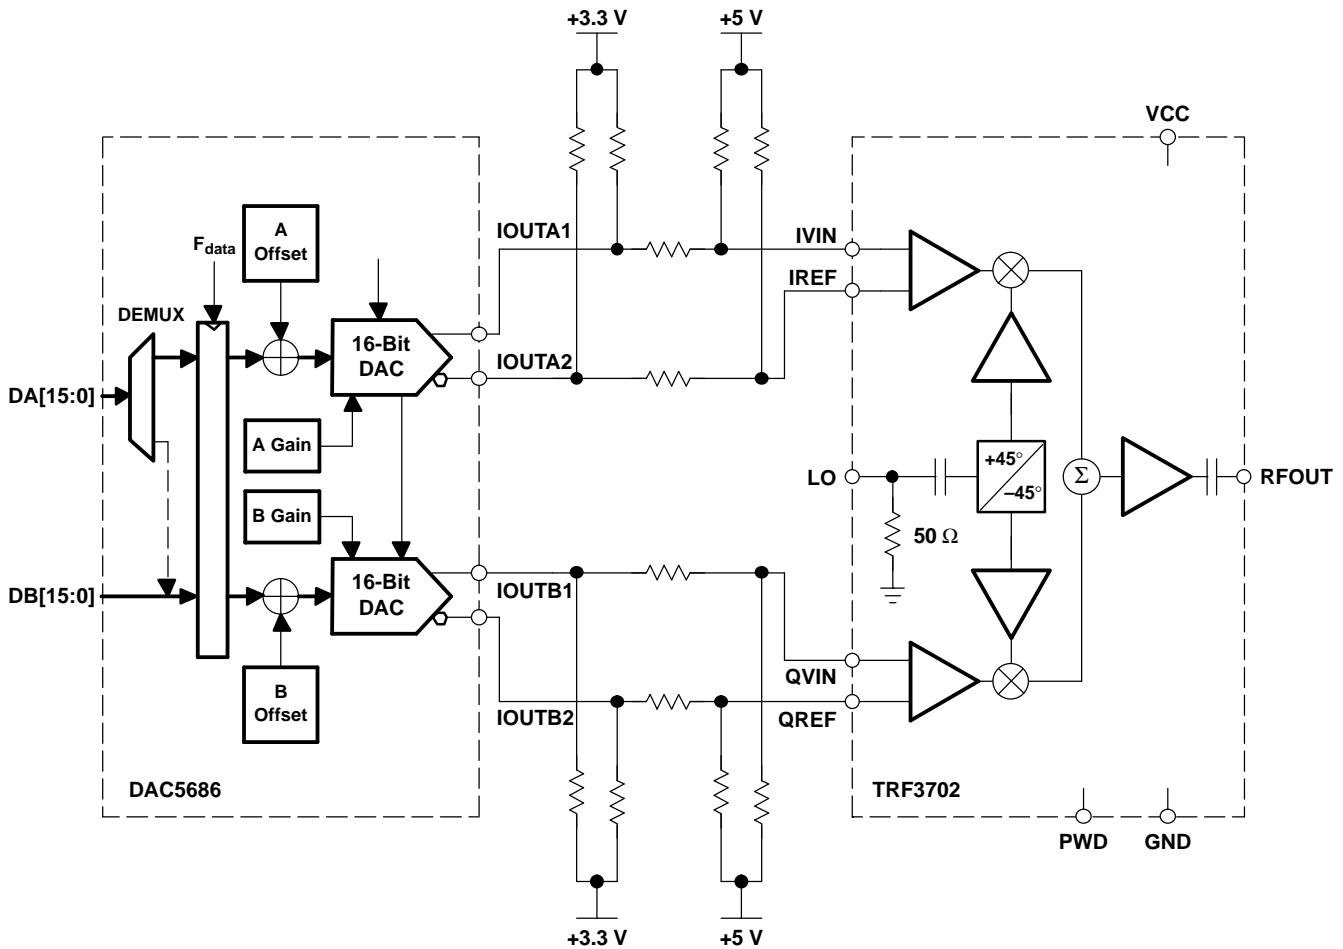 +3.3 V
+5 V
VCC
A
Offset
F_data
IOUTA1
IVIN
IREF
DEMUX
16-Bit
DAC
IOUTA2
DA[15:0]
A Gain
LO
+45°
–45°
Σ
RFOUT
B Gain
50 Ω
DB[15:0]
16-Bit
DAC
IOUTB1
QVIN
B
Offset
IOUTB2
QREF
DAC5686
TRF3702
PWD
GND
+3.3 V
+5 V